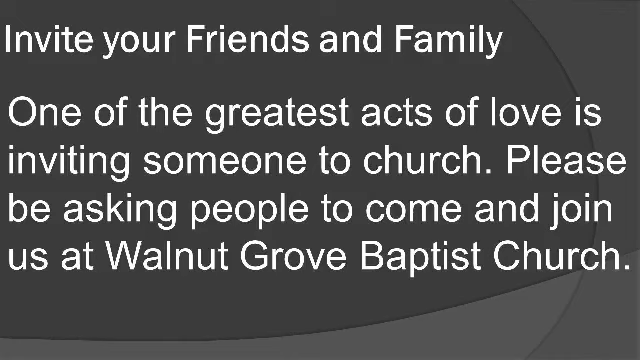 Invite your Friends and Family
One of the greatest acts of love is
inviting someone to church. Please
be asking people to come and join
us at Walnut Grove Baptist Church.